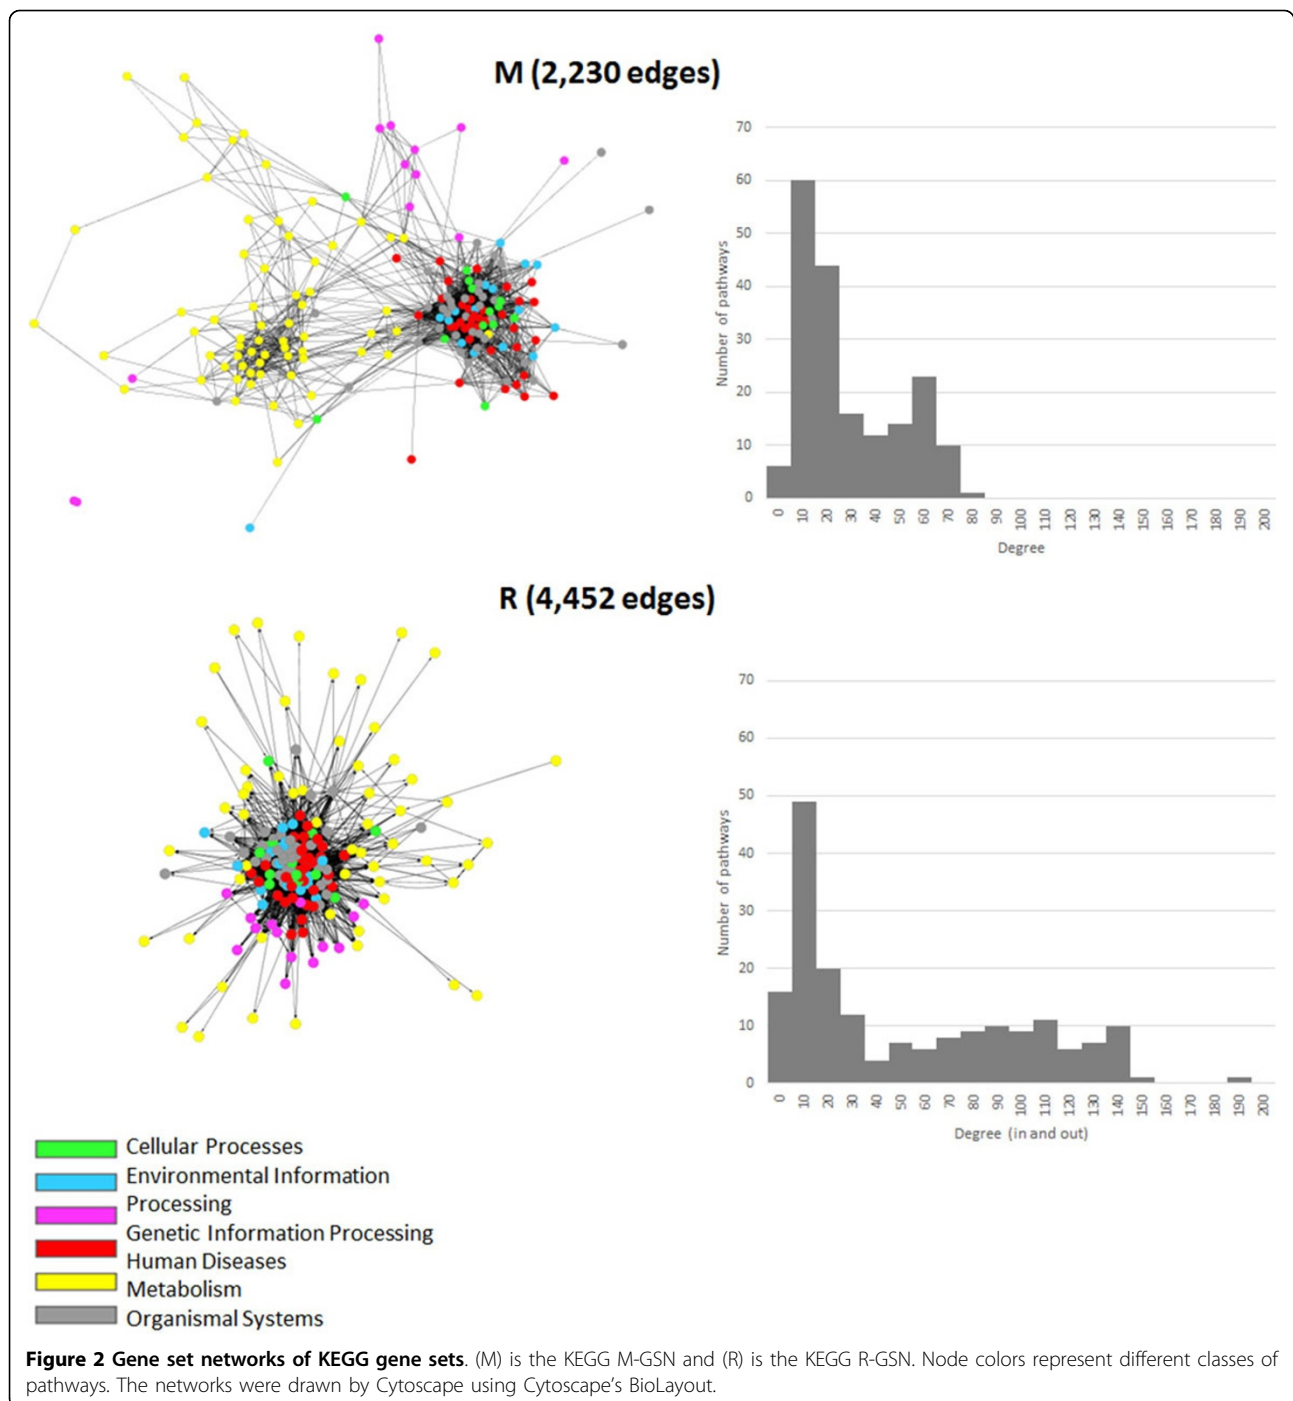 M (2,230 edges)
70
60
50
40
30
20
10
0
Number of pathways
0 10 20 30 40 50 60 70 80 90 100 110 120 130 140 150 160 170 180 190 200
Degree
R (4,452 edges)
70
60
50
40
30
20
10
0
Number of pathways
0 10 20 30 40 50 60 70 80 90 100 110 120 130 140 150 160 170 180 190 200
Degree (in and out)
Cellular Processes
Environmental Information
Processing
Genetic Information Processing
Human Diseases
Metabolism
Organismal Systems
Figure 2 Gene set networks of KEGG gene sets. (M) is the KEGG M-GSN and (R) is the KEGG R-GSN. Node colors represent different classes of
pathways. The networks were drawn by Cytoscape using Cytoscape's BioLayout.